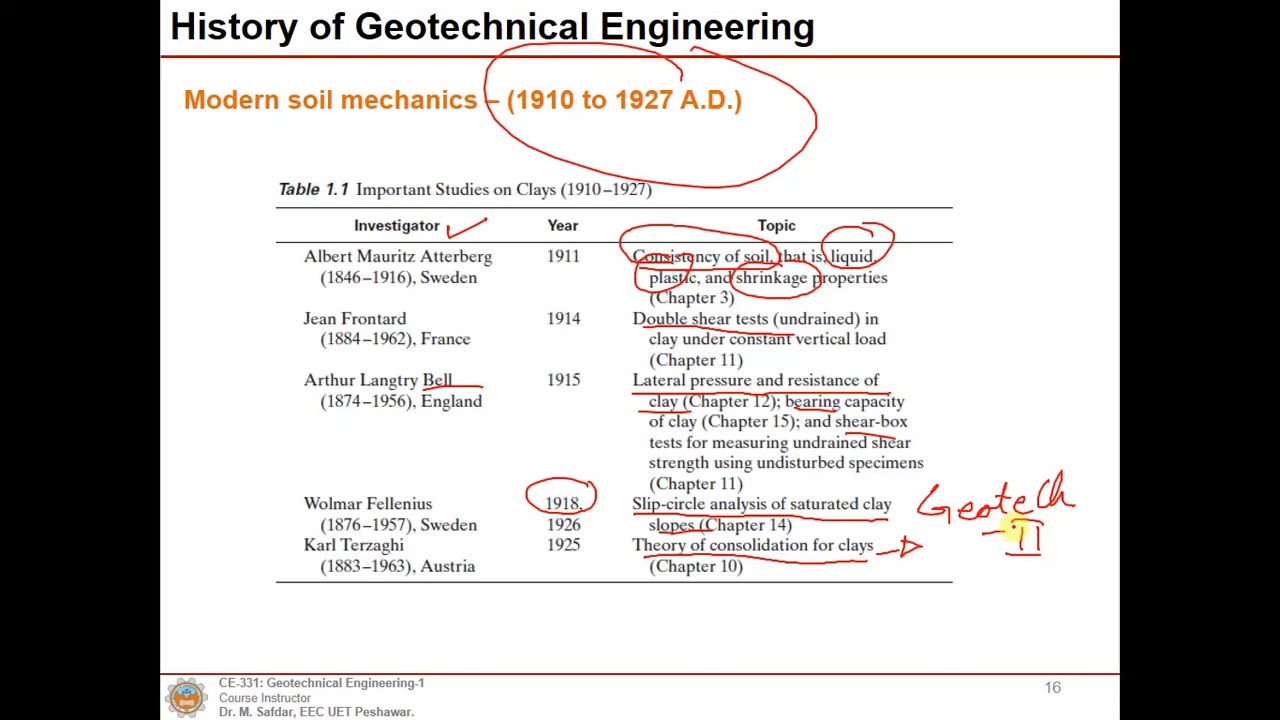 History of Geotechnical Engineering
Modern soil mechanics – (1910 to 1927 A.D.)
Table 1.1 Important Studies on Clays (1910–1927)
Investigator Year Topic
Albert Mauritz Atterberg 1911 Consistency of soil, that is, liquid,
(1846–1916), Sweden plastic, and shrinkage properties
(Chapter 3)
Jean Frontard 1914 Double shear tests (undrained) in
(1884–1962), France clay under constant vertical load
(Chapter 11)
Arthur Langtry Bell 1915 Lateral pressure and resistance of
(1874–1956), England clay (Chapter 12); bearing capacity
of clay (Chapter 15); and shear-box
tests for measuring undrained shear
strength using undisturbed specimens
(Chapter 11)
Wolmar Fellenius 1918, Slip-circle analysis of saturated clay
(1876–1957), Sweden 1926 slopes (Chapter 14)
Karl Terzaghi 1925 Theory of consolidation for clays
(1883–1963), Austria (Chapter 10)
Geotech
II
CE-331: Geotechnical Engineering-1
Course Instructor
Dr. M. Safdar, EEC UET Peshawar.
16